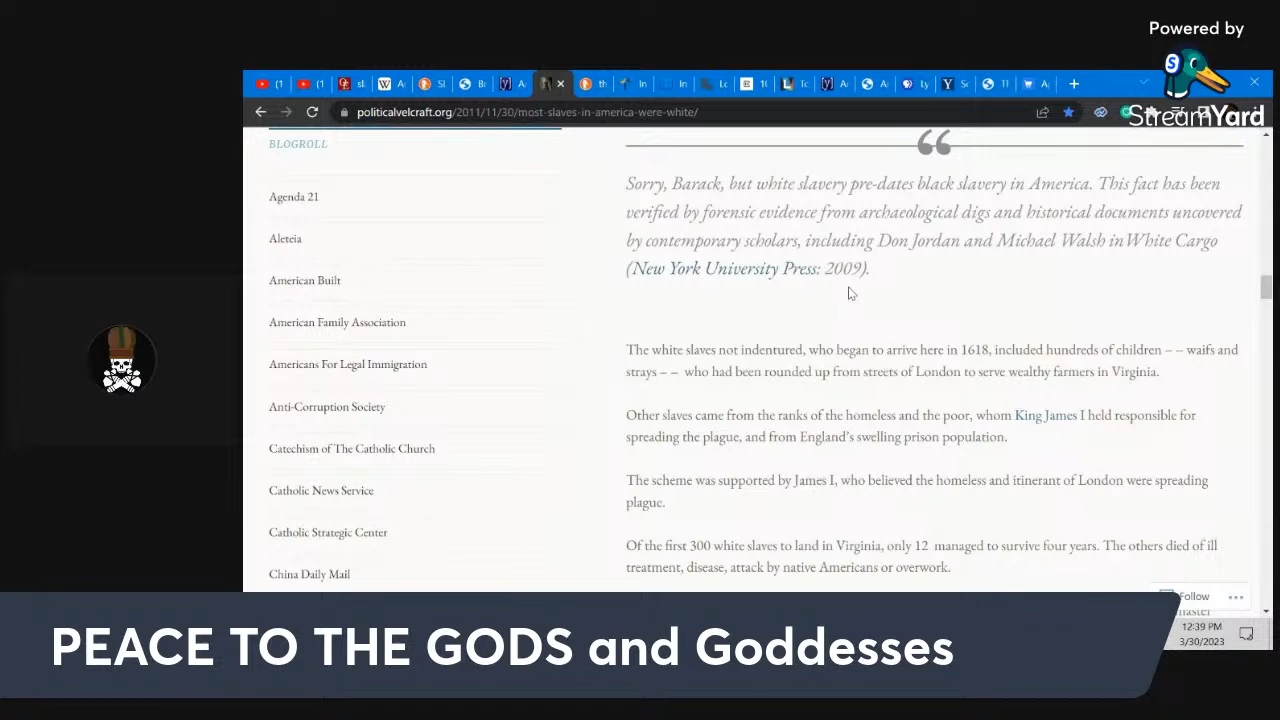 Powered by
StreamYard
politicalvelcraft.org/2011/11/30/most-slaves-in-america-were-white/
BLOGROLL
Agenda 21
Aleteia
American Built
American Family Association
Americans For Legal Immigration
Anti-Corruption Society
Catechism of The Catholic Church
Catholic News Service
Catholic Strategic Center
China Daily Mail
Sorry, Barack, but white slavery pre-dates black slavery in America. This fact has been
verified by forensic evidence from archaeological digs and historical documents uncovered
by contemporary scholars, including Don Jordan and Michael Walsh in White Cargo
(New York University Press: 2009).
The white slaves not indentured, who began to arrive here in 1618, included hundreds of children – – waifs and
strays – – who had been rounded up from streets of London to serve wealthy farmers in Virginia.
Other slaves came from the ranks of the homeless and the poor, whom King James I held responsible for
spreading the plague, and from England's swelling prison population.
The scheme was supported by James I, who believed the homeless and itinerant of London were spreading
plague.
Of the first 300 white slaves to land in Virginia, only 12 managed to survive four years. The others died of ill
treatment, disease, attack by native Americans or overwork.
Follow
12:39 PM
3/30/2023
PEACE TO THE GODS and Goddesses